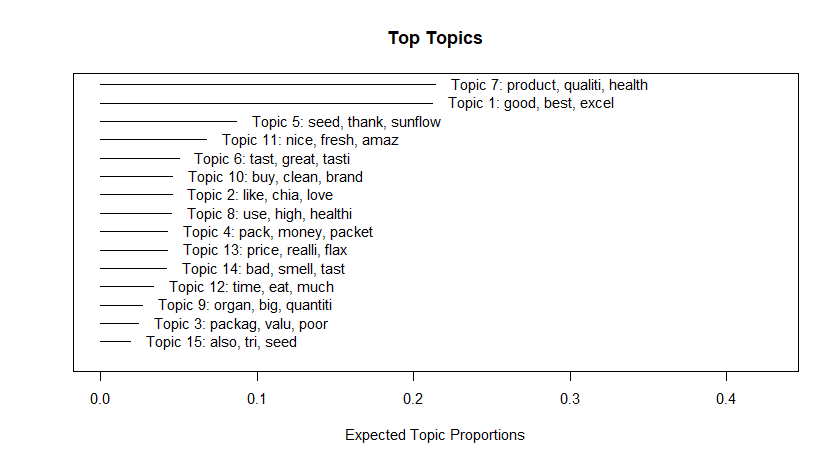 Top Topics
Topic 7: product, qualiti, health
Topic 1: good, best, excel
Topic 5: seed, thank, sunflow
Topic 11: nice, fresh, amaz
Topic 6: tast, great, tasti
Topic 10: buy, clean, brand
Topic 2: like, chia, love
Topic 8: use, high, healthi
Topic 4: pack, money, packet
Topic 13: price, realli, flax
Topic 14: bad, smell, tast
Topic 12: time, eat, much
Topic 9: organ, big, quantiti
Topic 3: packag, valu, poor
Topic 15: also, tri, seed
0.0 0.1 0.2 0.3 0.4
Expected Topic Proportions